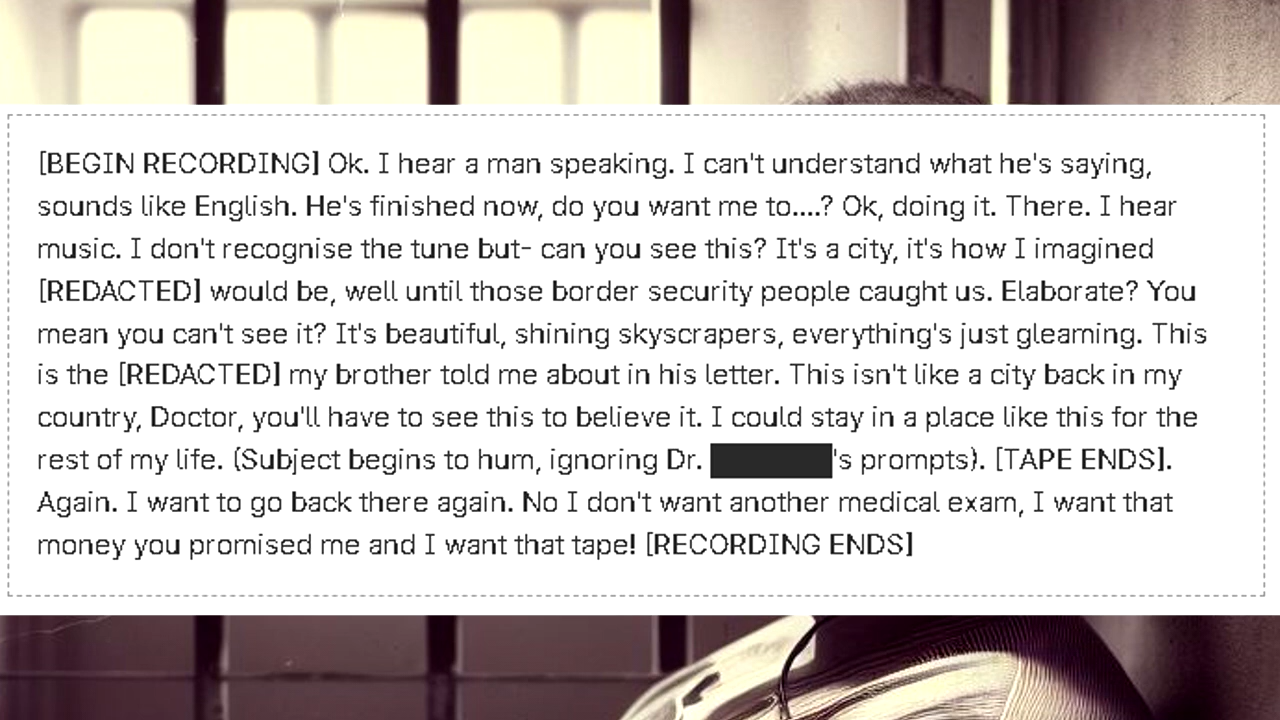 [BEGIN RECORDING] Ok. I hear a man speaking. I can't understand what he's saying,
sounds like English. He's finished now, do you want me to....? Ok, doing it. There. I hear
music. I don't recognise the tune but- can you see this? It's a city, it's how I imagined
[REDACTED] would be, well until those border security people caught us. Elaborate? You
mean you can't see it? It's beautiful, shining skyscrapers, everything's just gleaming. This
is the [REDACTED] my brother told me about in his letter. This isn't like a city back in my
country, Doctor, you'll have to see this to believe it. I could stay in a place like this for the
rest of my life. (Subject begins to hum, ignoring Dr. 's prompts). [TAPE ENDS].
Again. I want to go back there again. No I don't want another medical exam, I want that
money you promised me and I want that tape! [RECORDING ENDS]